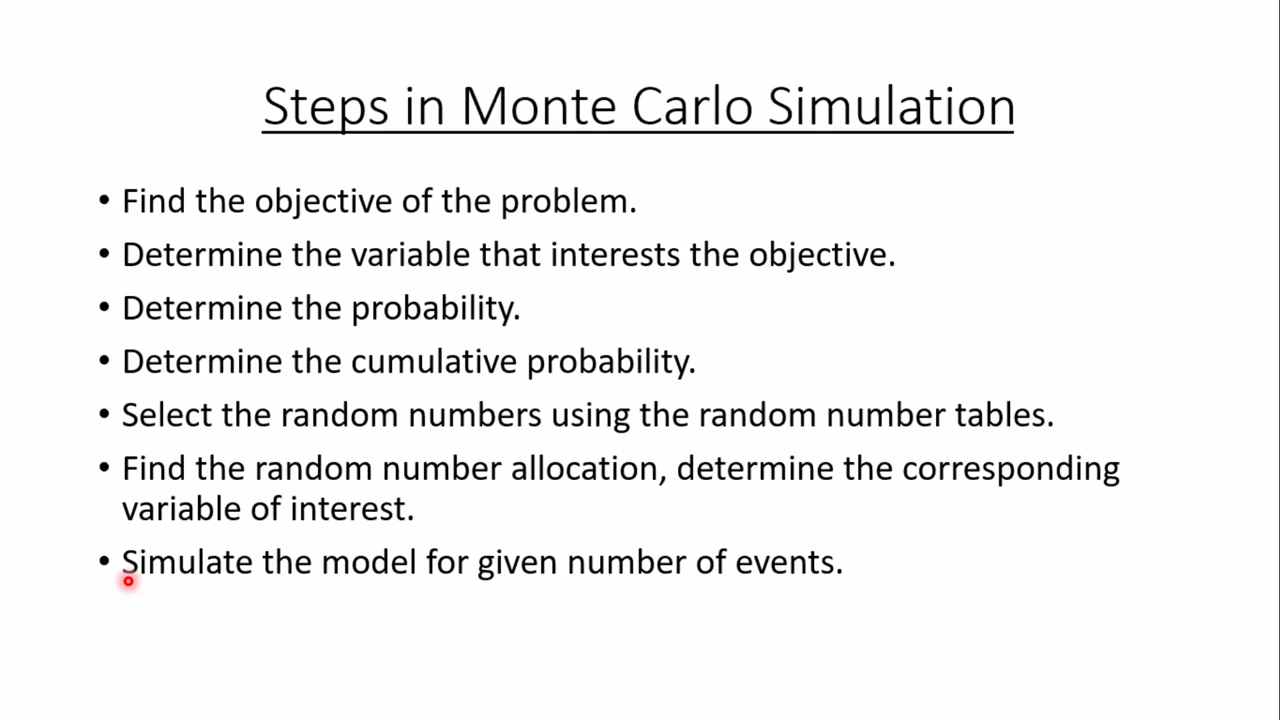 Steps in Monte Carlo Simulation
• Find the objective of the problem.
• Determine the variable that interests the objective.
• Determine the probability.
• Determine the cumulative probability.
• Select the random numbers using the random number tables.
• Find the random number allocation, determine the corresponding
variable of interest.
• Simulate the model for given number of events.